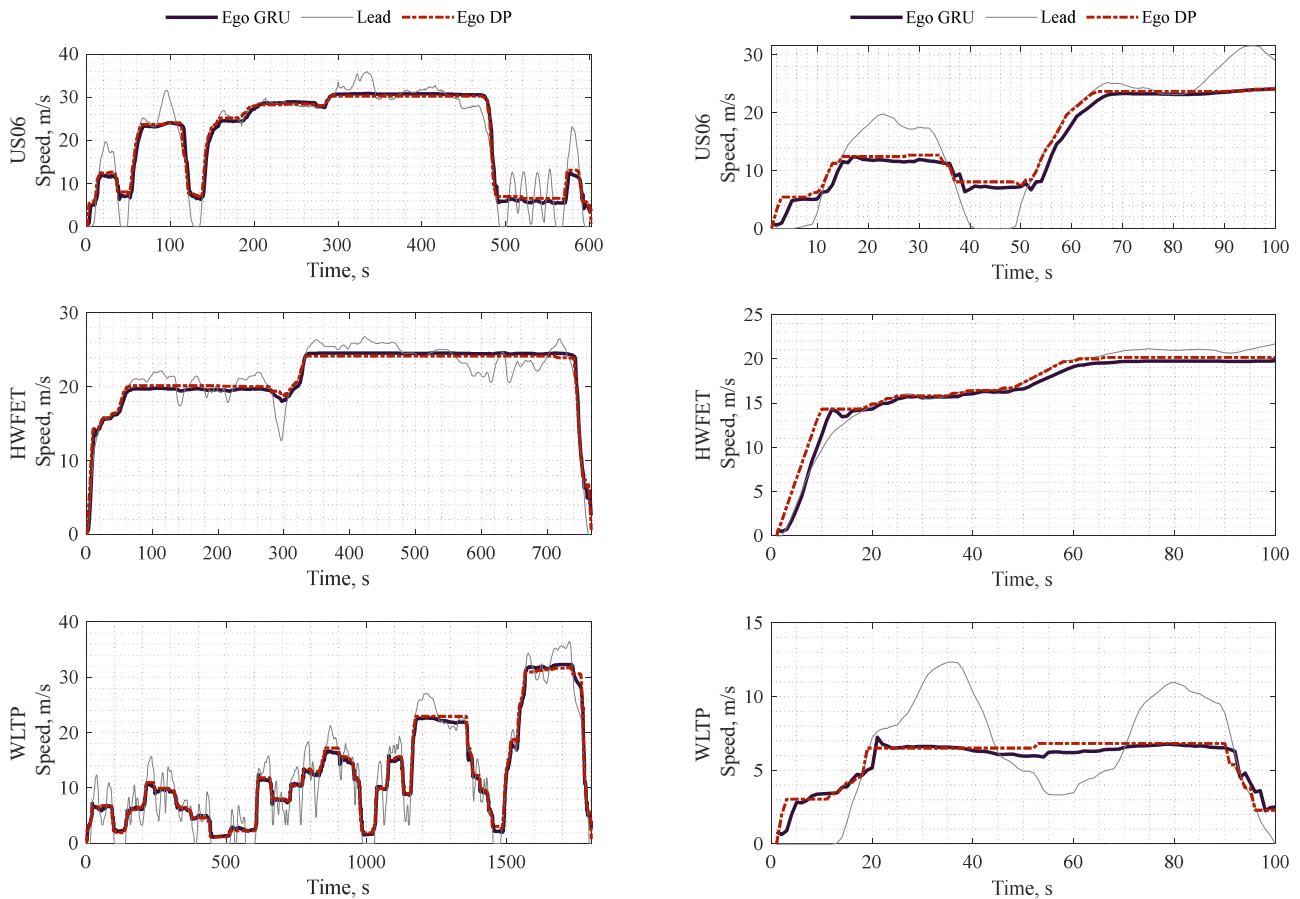 Ego GRU Lead Ego DP
Ego GRU Lead Ego DP
US06
Speed, m/s
40
30
20
10
0
0 100 200 300 400 500 600
Time, s
US06
Speed, m/s
30
20
10
0
10 20 30 40 50 60 70 80 90 100
Time, s
HWFET
Speed, m/s
30
20
10
0
0 100 200 300 400 500 600 700
Time, s
HWFET
Speed, m/s
25
20
15
10
5
0
0 20 40 60 80 100
Time, s
WLTP
Speed, m/s
40
30
20
10
0
0 500 1000 1500
Time, s
WLTP
Speed, m/s
15
10
5
0
0 20 40 60 80 100
Time, s